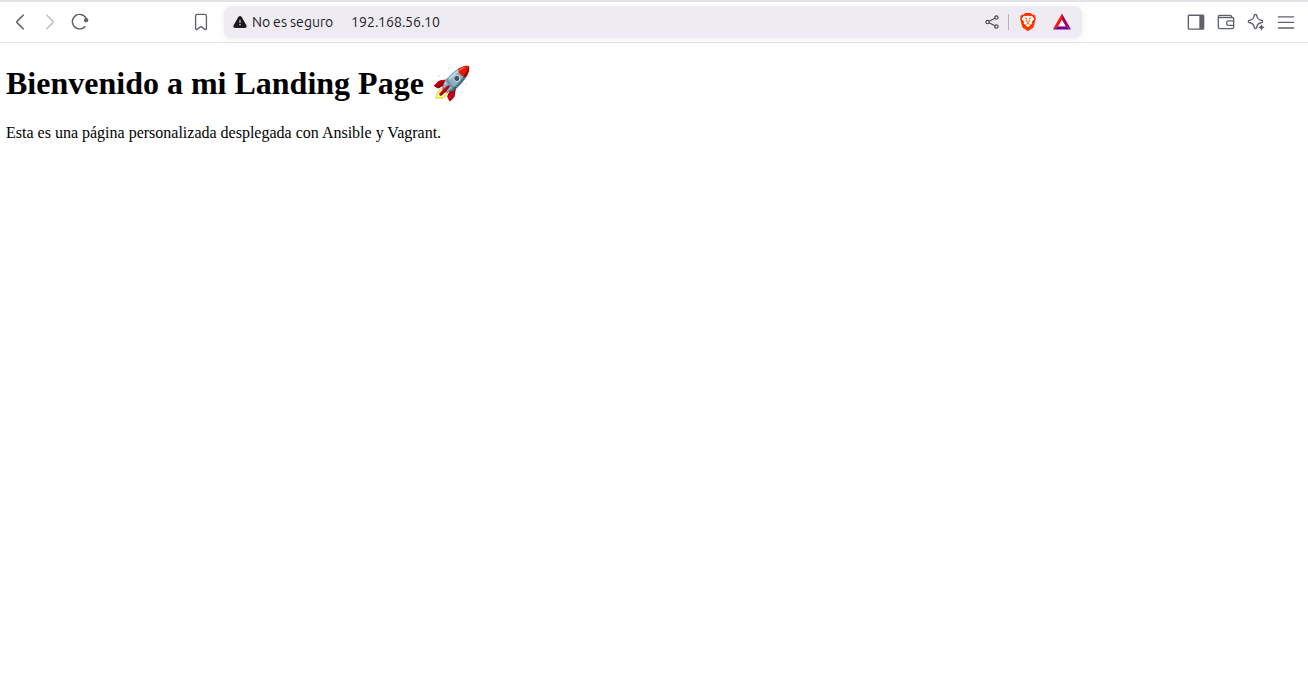 No es seguro 192.168.56.10
Bienvenido a mi Landing Page 🚀
Esta es una página personalizada desplegada con Ansible y Vagrant.